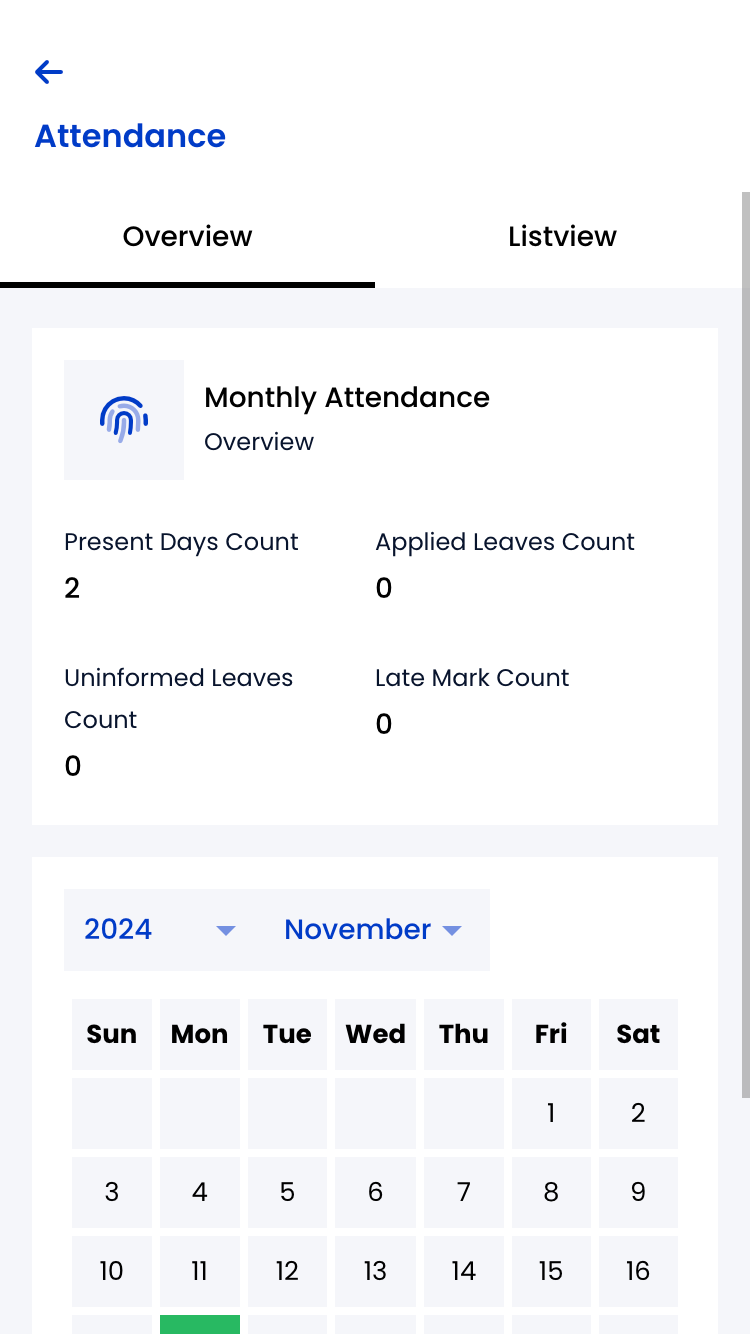 Attendance
Overview Listview
Monthly Attendance
Overview
Present Days Count Applied Leaves Count
2 0
Uninformed Leaves Count Late Mark Count
0 0
2024 November
Sun Mon Tue Wed Thu Fri Sat
1 2
3 4 5 6 7 8 9
10 11 12 13 14 15 16